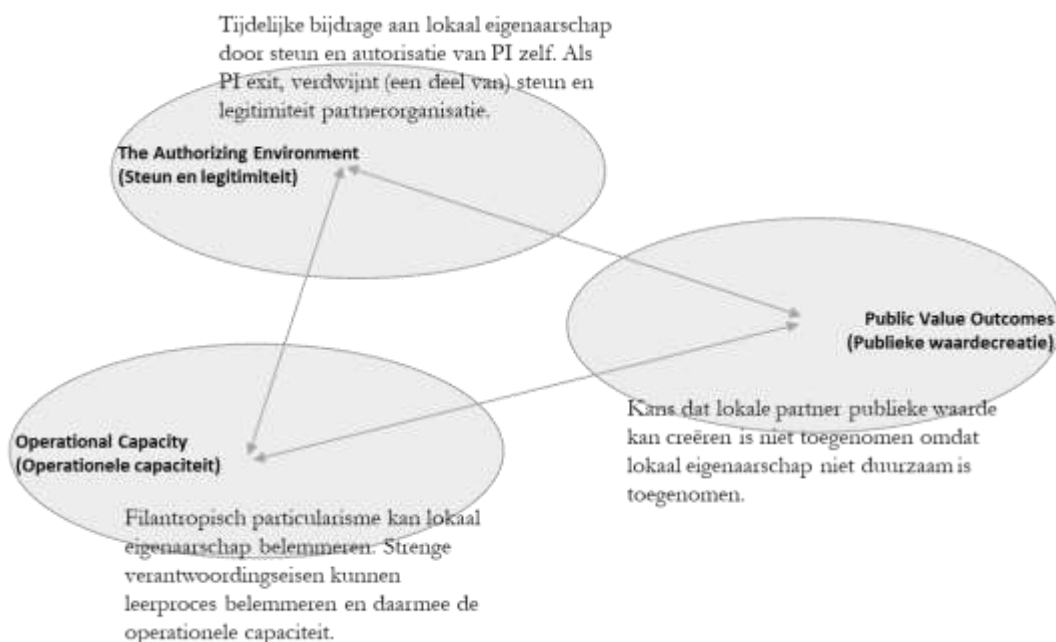 Tijdelijke bijdrage aan lokaal eigenaarschap
door steun en autorisatie van PI zelf. Als
PI exit, verdwijnt (een deel van) steun en
legitimiteit partnerorganisatie.
The Authorizing Environment
(Steun en legitimiteit)
Public Value Outcomes
(Publieke waardecreatie)
Kans dat lokale partner publieke waarde
kan creëren is niet toegenomen omdat
lokaal eigenaarschap niet duurzaam is
toegenomen.
Operational Capacity
(Operationele capaciteit)
Filantropisch particularisme kan lokaal
eigenaarschap belemmeren. Strenge
verantwoordingseisen kunnen
leerproces belemmeren en daarmee de
operationele capaciteit.